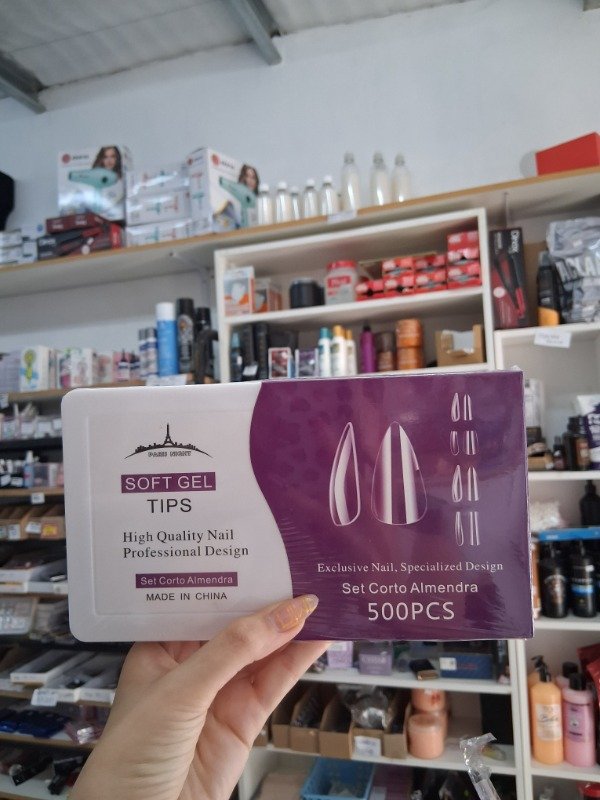 PARIS NIGHT
SOFT GEL
TIPS
High Quality Nail
Professional Design
Set Corto Almendra
MADE IN CHINA
Exclusive Nail, Specialized Design
Set Corto Almendra
500PCS